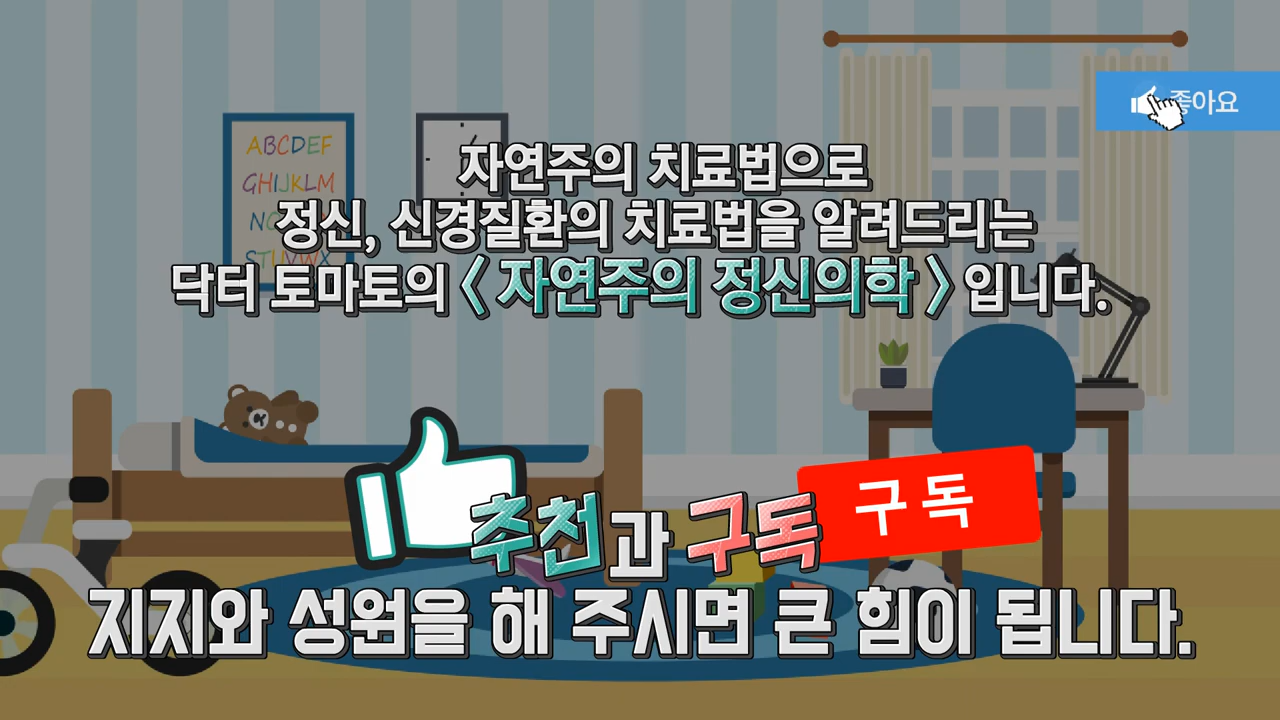 좋아요
ABCDEF
GHIJKLM
자연주의 치료법으로
정신, 신경질환의 치료법을 알려드리는
닥터 토마토의 < 자연주의 정신의학 > 입니다.
추천과 구독
구독
지지와 성원을 해 주시면 큰 힘이 됩니다.